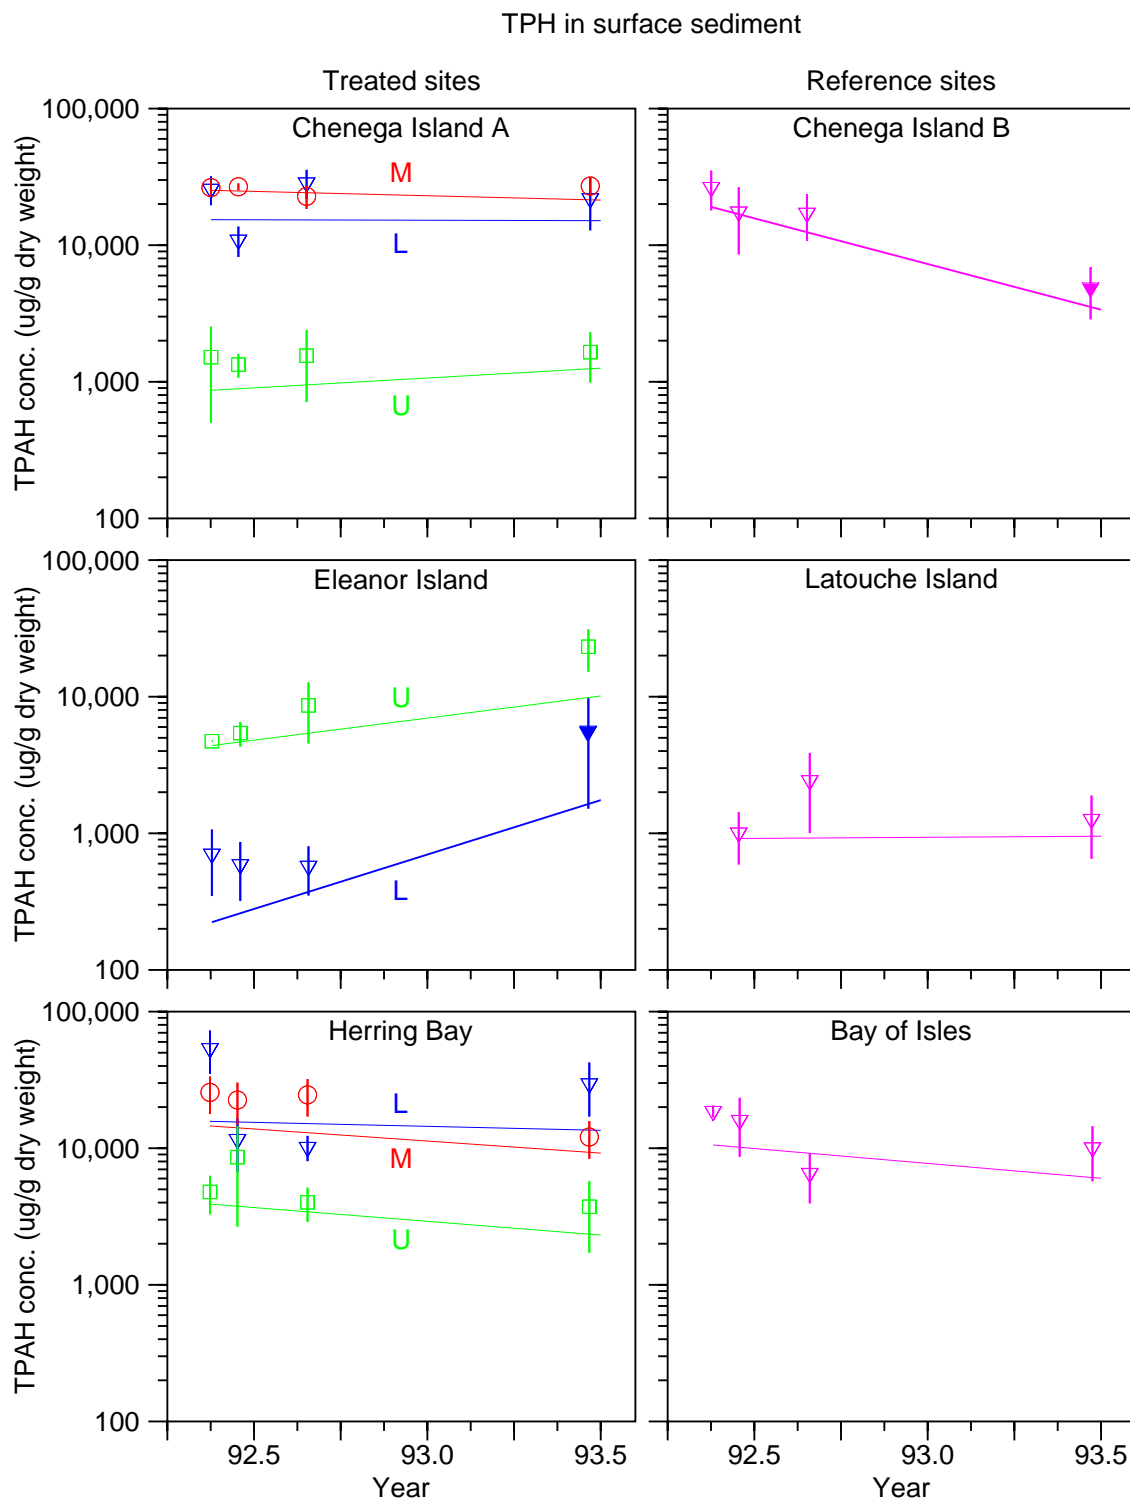 TPH in surface sediment
Treated sites
Reference sites
TPAH conc. (ug/g dry weight)
100,000
10,000
1,000
100
Chenega Island A
M
L
U
Chenega Island B
TPAH conc. (ug/g dry weight)
100,000
10,000
1,000
100
Eleanor Island
U
L
Latouche Island
TPAH conc. (ug/g dry weight)
100,000
10,000
1,000
100
Herring Bay
L
M
U
Bay of Isles
92.5 93.0 93.5
92.5 93.0 93.5
Year
Year